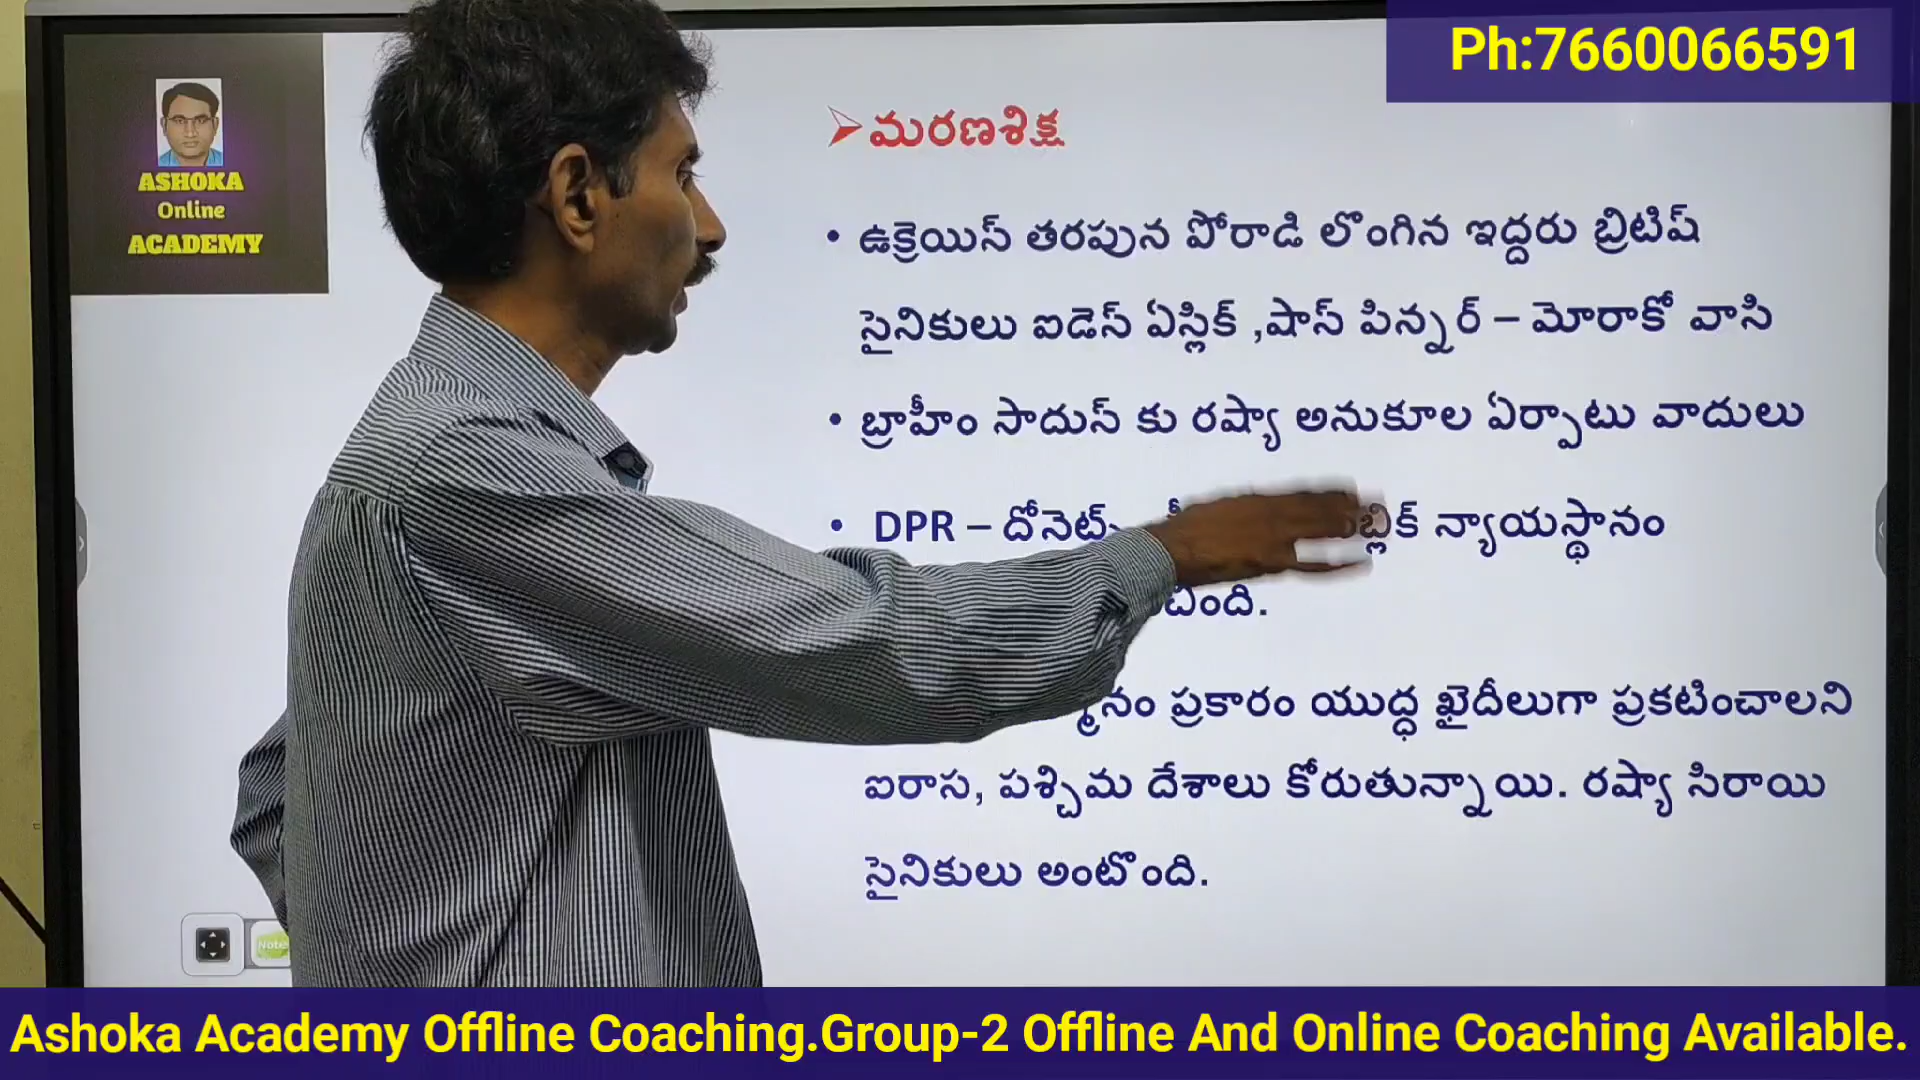 Ph:7660066591
ASHOKA
Online
ACADEMY
➢మరణశిక్ష
• ఉక్రెయిస్ తరపున పోరాడి లొంగిన ఇద్దరు బ్రిటిష్
సైనికులు ఐడెస్ ఏస్లిక్ ,షాస్ పిన్నర్ – మోరాకో వాసి
• బ్రాహీం సాదుస్ కు రష్యా అనుకూల ఏర్పాటు వాదులు
• DPR – దోనెట్స్ న్యాయస్థానం
ప్రకారం యుద్ధ ఖైదీలుగా ప్రకటించాలని
ఐరాస, పశ్చిమ దేశాలు కోరుతున్నాయి. రష్యా సిరాయి
సైనికులు అంటొంది.
Note
Ashoka Academy Offline Coaching.Group-2 Offline And Online Coaching Available.